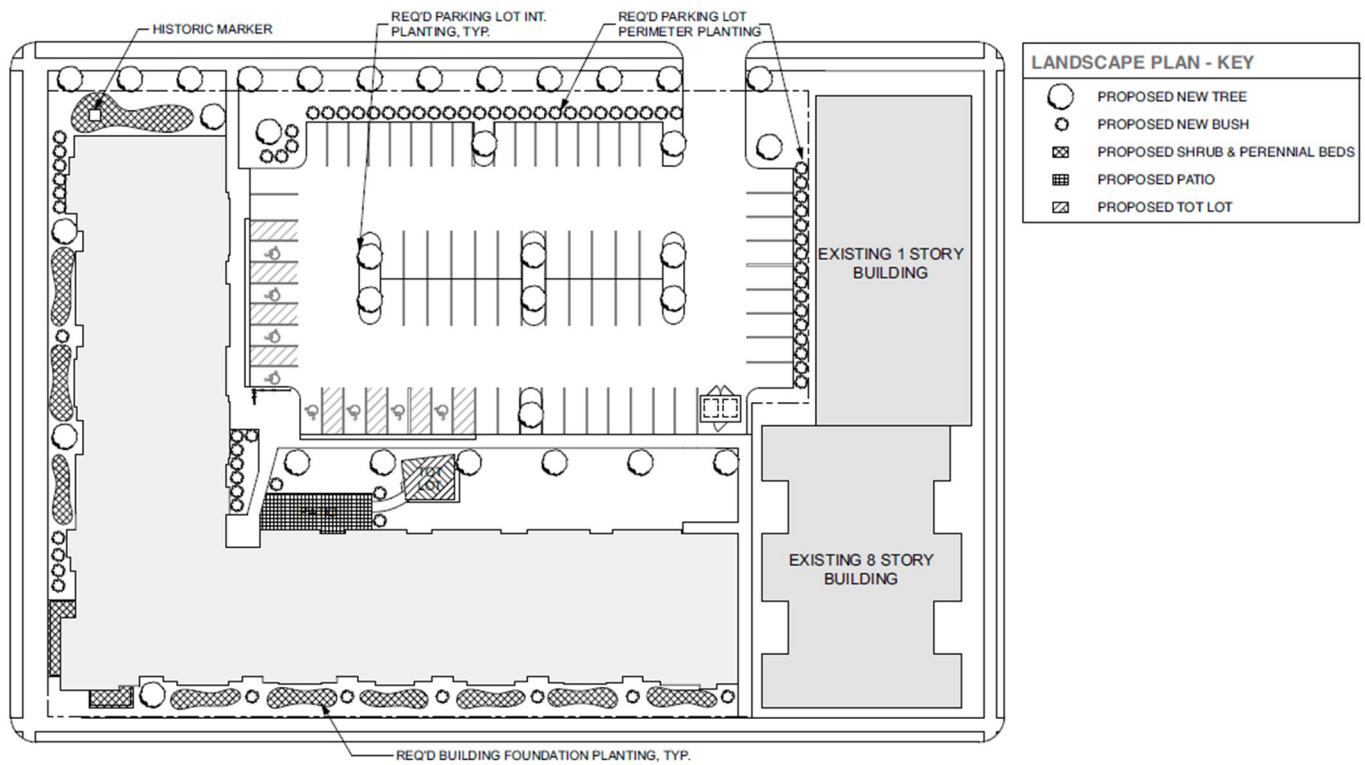 HISTORIC MARKER
REQ'D PARKING LOT INT.
PLANTING, TYP.
REQ'D PARKING LOT
PERIMETER PLANTING
LANDSCAPE PLAN - KEY
PROPOSED NEW TREE
PROPOSED NEW BUSH
PROPOSED SHRUB & PERENNIAL BEDS
PROPOSED PATIO
PROPOSED TOT LOT
EXISTING 1 STORY
BUILDING
TOT
LOT
PATIO
EXISTING 8 STORY
BUILDING
REQ'D BUILDING FOUNDATION PLANTING, TYP.